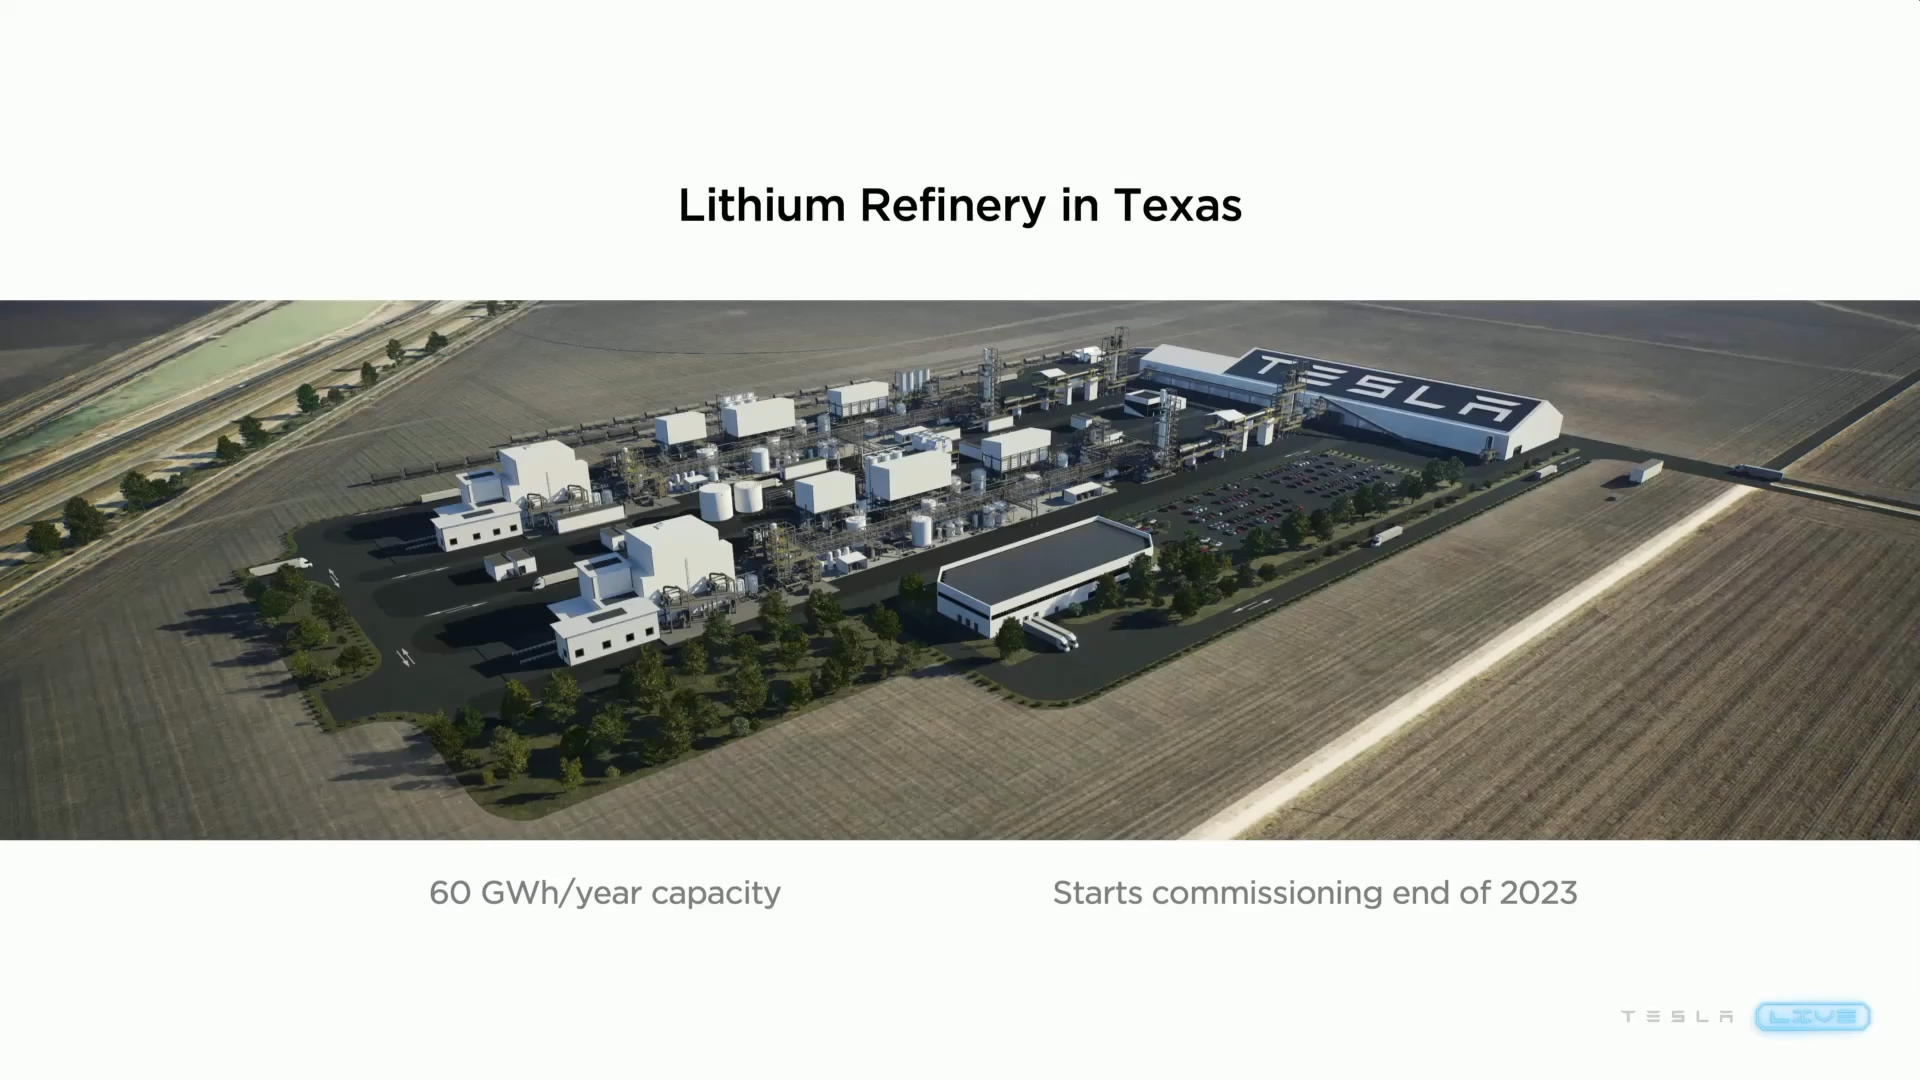 Lithium Refinery in Texas
TESLA
60 GWh/year capacity
Starts commissioning end of 2023
TESLA LIVE